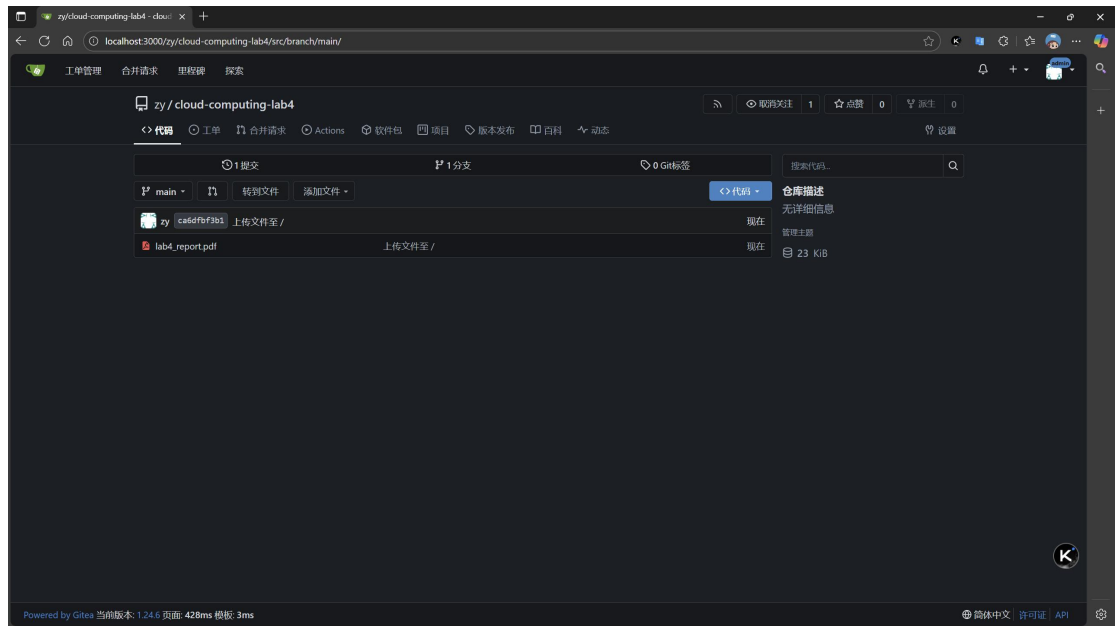 zy/cloud-computing-lab4 - cloud
localhost:3000/zy/cloud-computing-lab4/src/branch/main/
工单管理 合并请求 里程碑 探索
admin
zy / cloud-computing-lab4
取消关注 1 点赞 0 派生 0
代码 工单 合并请求 Actions 软件包 项目 版本发布 百科 动态 设置
1 提交 1 分支 0 Git标签 搜索代码...
main 转到文件 添加文件 代码 仓库描述
无详细信息
zy ca6dfbf3b1 上传文件至 / 现在
管理主题
lab4_report.pdf 上传文件至 / 现在
23 KiB
K
Powered by Gitea 当前版本: 1.24.6 页面: 428ms 模板: 3ms 简体中文 许可证 API